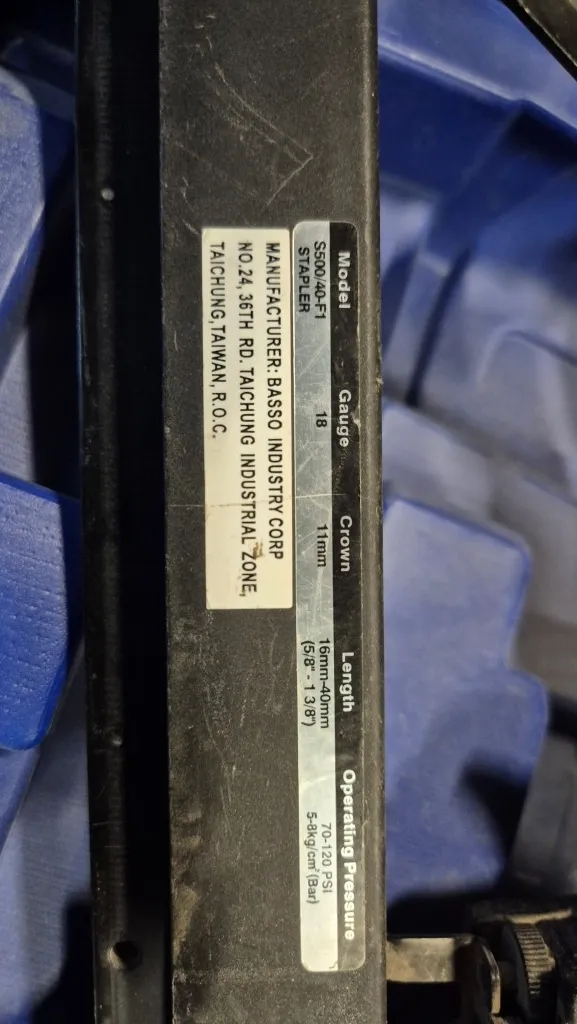 Model Gauge Crown Length Operating Pressure
S500/40-F1 18 11mm 16mm-40mm 70-120 PSI
STAPLER (5/8" - 1 3/8") 5-8kg/cm² (Bar)
MANUFACTURER: BASSO INDUSTRY CORP
NO.24, 36TH RD. TAICHUNG INDUSTRIAL ZONE,
TAICHUNG,TAIWAN, R.O.C.